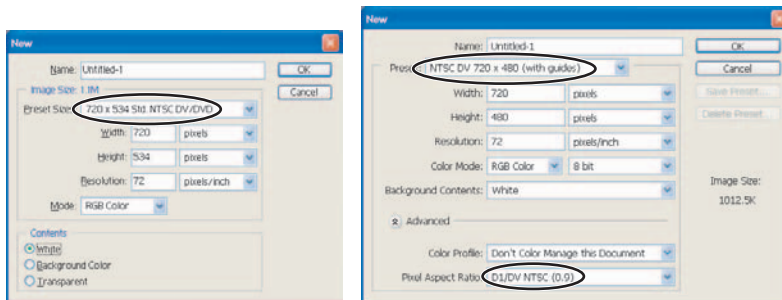 New
Name: Untitled-1
OK
Image Size: 1.1M
Cancel
Preset Size: 720 x 534 Std. NTSC DV/DVD
Width: 720 pixels
Height: 534 pixels
Resolution: 72 pixels/inch
Mode: RGB Color
Contents
White
Background Color
Transparent
New
Name: Untitled-1
OK
Preset: NTSC DV 720 x 480 (with guides)
Cancel
Width: 720 pixels
Save Preset...
Height: 480 pixels
Delete Preset...
Resolution: 72 pixels/inch
Color Mode: RGB Color 8 bit
Background Contents: White
Image Size:
1012.5K
Advanced
Color Profile: Don't Color Manage this Document
Pixel Aspect Ratio: D1/DV NTSC (0.9)